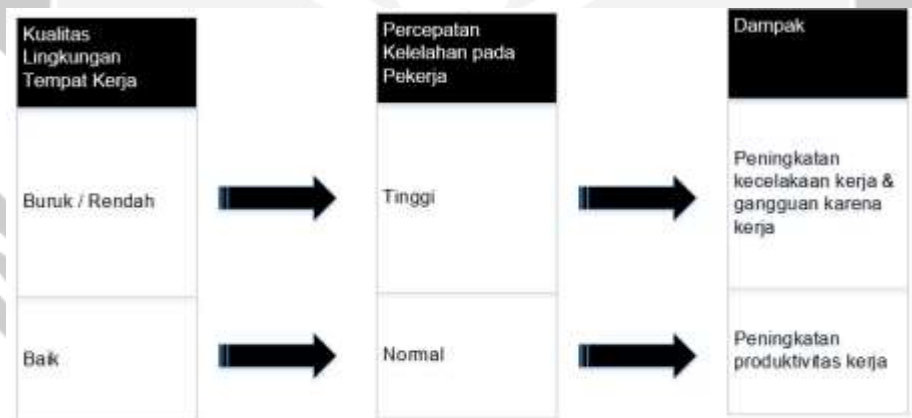 Kualitas
Lingkungan
Tempat Kerja
Percepatan
Kelelahan pada
Pekerja
Dampak
Buruk / Rendah
Tinggi
Peningkatan
kecelakaan kerja &
gangguan karena
kerja
Baik
Normal
Peningkatan
produktivitas kerja